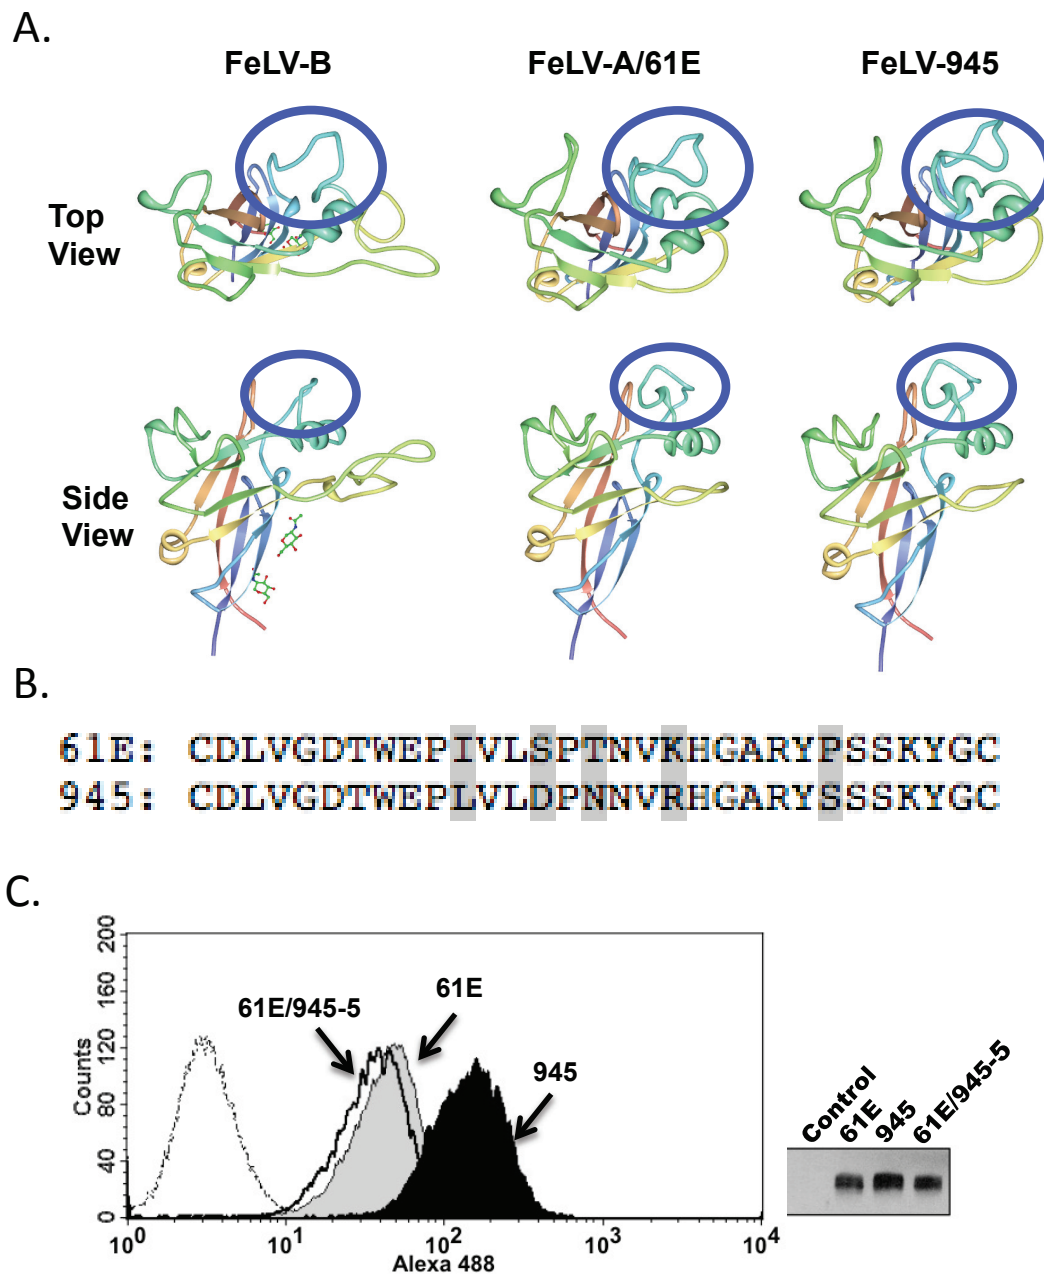 A.
FeLV-B FeLV-A/61E FeLV-945
Top
View
Side
View
B.
61E: CDLVGDTWEPIVLSPTNVKHGARYPSSKYGC
945: CDLVGDTWEPLVLDPNNVRHGARYSSSKYGC
C.
200
160
120
80
40
0
Counts
61E/945-5
61E
945
10^0 10^1 10^2 10^3 10^4
Alexa 488
Control
61E
945
61E/945-5